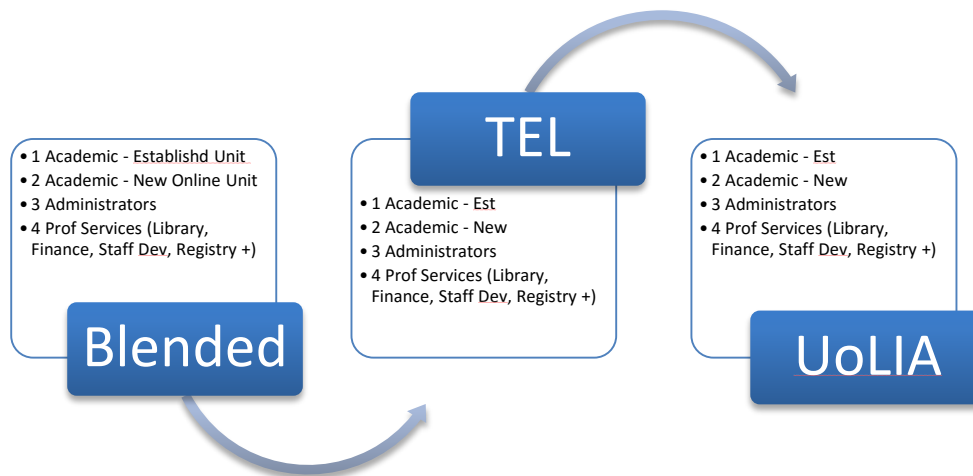 • 1 Academic - Establishd Unit
• 2 Academic - New Online Unit
• 3 Administrators
• 4 Prof Services (Library,
Finance, Staff Dev, Registry +)
Blended
TEL
• 1 Academic - Est
• 2 Academic - New
• 3 Administrators
• 4 Prof Services (Library,
Finance, Staff Dev, Registry +)
• 1 Academic - Est
• 2 Academic - New
• 3 Administrators
• 4 Prof Services (Library,
Finance, Staff Dev, Registry +)
UoLIA